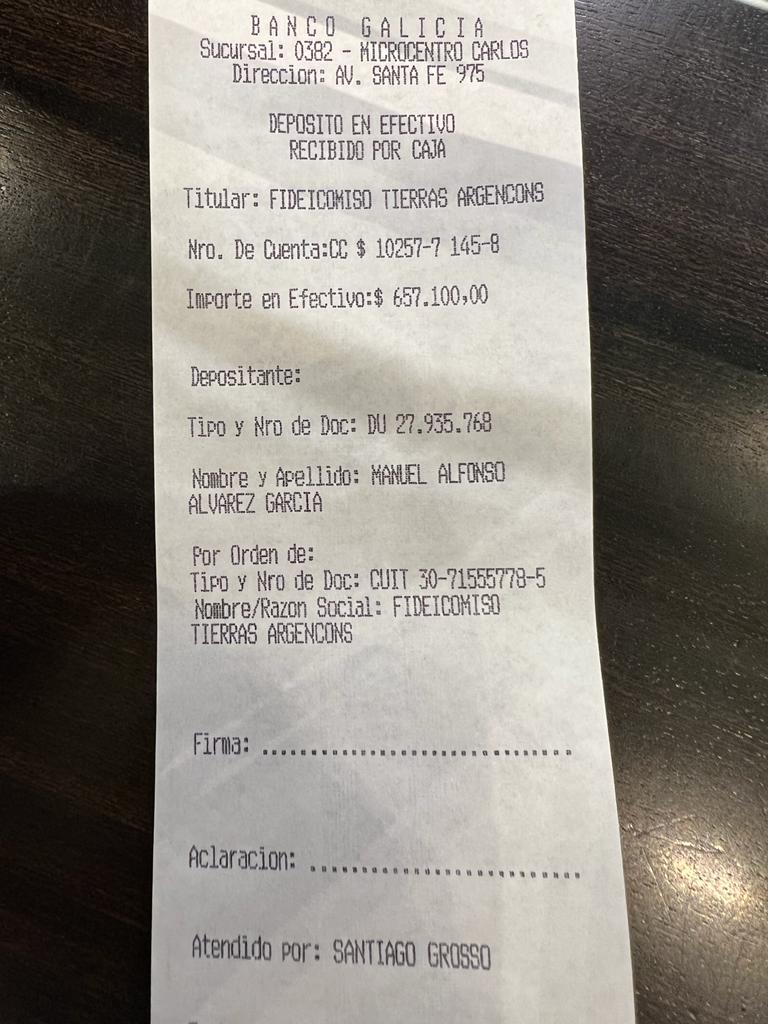 BANCO GALICIA
Sucursal: 0382 - MICROCENTRO CARLOS
Direccion: AV. SANTA FE 975
DEPOSITO EN EFECTIVO
RECIBIDO POR CAJA
Titular: FIDEICOMISO TIERRAS ARGENCONS
Nro. De Cuenta:CC $ 10257-7 145-8
Importe en Efectivo:$ 657.100,00
Depositante:
Tipo y Nro de Doc: DU 27.935.768
Nombre y Apellido: MANUEL ALFONSO
ALVAREZ GARCIA
Por Orden de:
Tipo y Nro de Doc: CUIT 30-71555778-5
Nombre/Razon Social: FIDEICOMISO
TIERRAS ARGENCONS
Firma: ..............................
Aclaracion: ..........................
Atendido por: SANTIAGO GROSSO